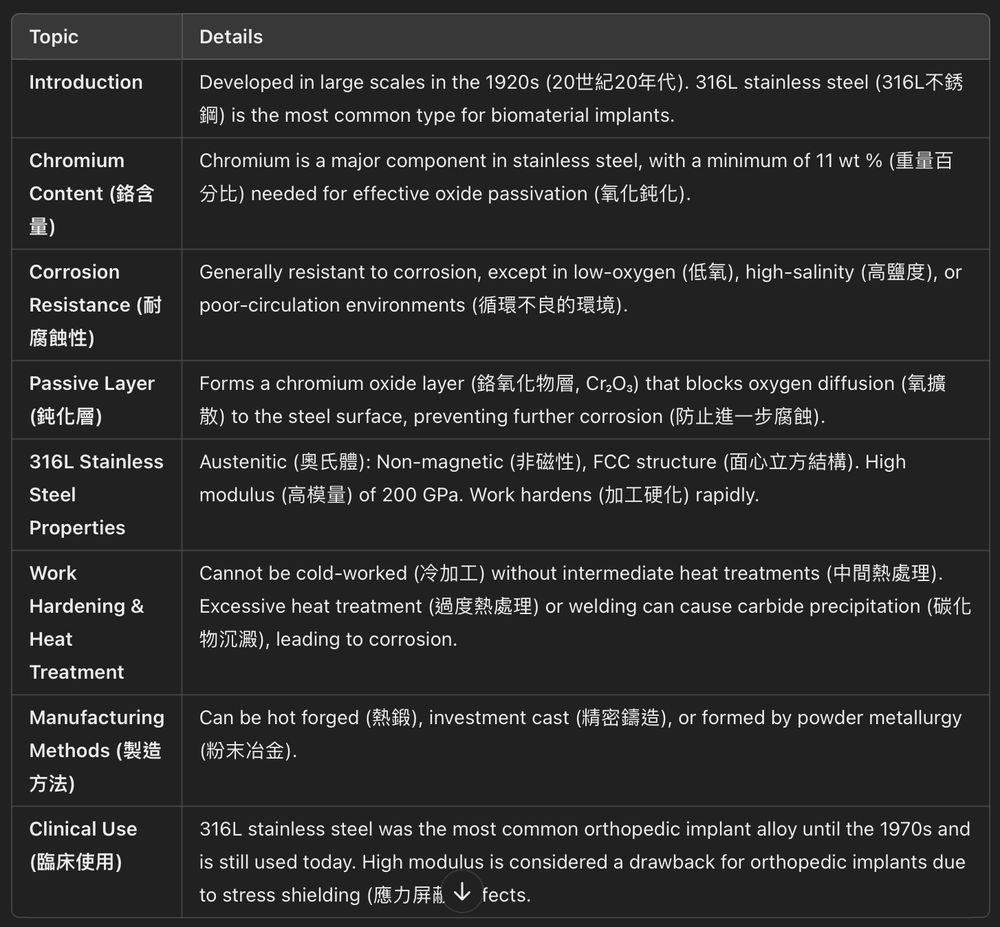 Topic
Details
Introduction
Developed in large scales in the 1920s (20世紀20年代). 316L stainless steel (316L不銹
鋼) is the most common type for biomaterial implants.
Chromium
Content (鉻含
量)
Chromium is a major component in stainless steel, with a minimum of 11 wt % (重量百
分比) needed for effective oxide passivation (氧化鈍化).
Corrosion
Resistance (耐
腐蝕性)
Generally resistant to corrosion, except in low-oxygen (低氧), high-salinity (高鹽度), or
poor-circulation environments (循環不良的環境).
Passive Layer
(鈍化層)
Forms a chromium oxide layer (鉻氧化物層, Cr₂O₃) that blocks oxygen diffusion (氧擴
散) to the steel surface, preventing further corrosion (防止進一步腐蝕).
316L Stainless
Steel
Properties
Austenitic (奧氏體): Non-magnetic (非磁性), FCC structure (面心立方結構). High
modulus (高模量) of 200 GPa. Work hardens (加工硬化) rapidly.
Work
Hardening &
Heat
Treatment
Cannot be cold-worked (冷加工) without intermediate heat treatments (中間熱處理).
Excessive heat treatment (過度熱處理) or welding can cause carbide precipitation (碳化
物沉澱), leading to corrosion.
Manufacturing
Methods (製造
方法)
Can be hot forged (熱鍛), investment cast (精密鑄造), or formed by powder metallurgy
(粉末冶金).
Clinical Use
(臨床使用)
316L stainless steel was the most common orthopedic implant alloy until the 1970s and
is still used today. High modulus is considered a drawback for orthopedic implants due
to stress shielding (應力屏蔽 fects.